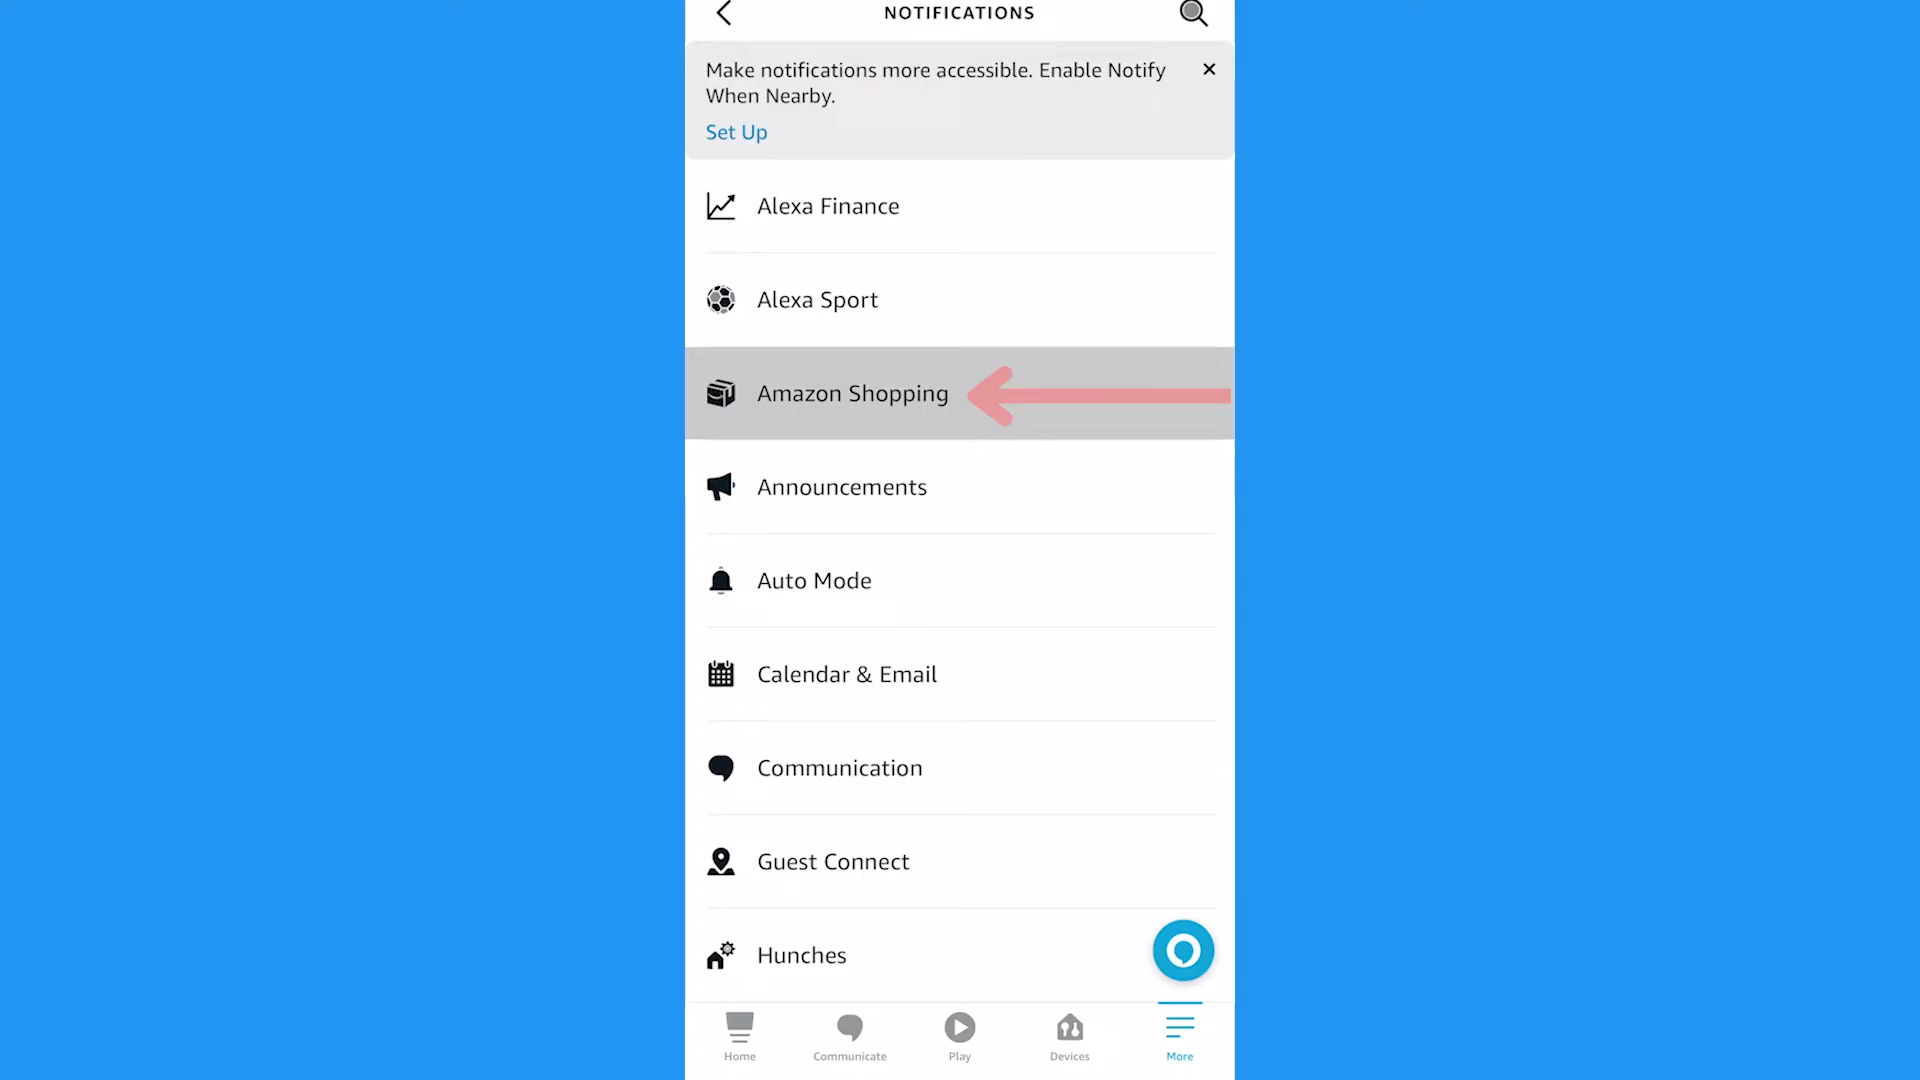 NOTIFICATIONS
Make notifications more accessible. Enable Notify
When Nearby.
Set Up
Alexa Finance
Alexa Sport
Amazon Shopping
Announcements
Auto Mode
Calendar & Email
Communication
Guest Connect
Hunches
Home Communicate Play Devices More